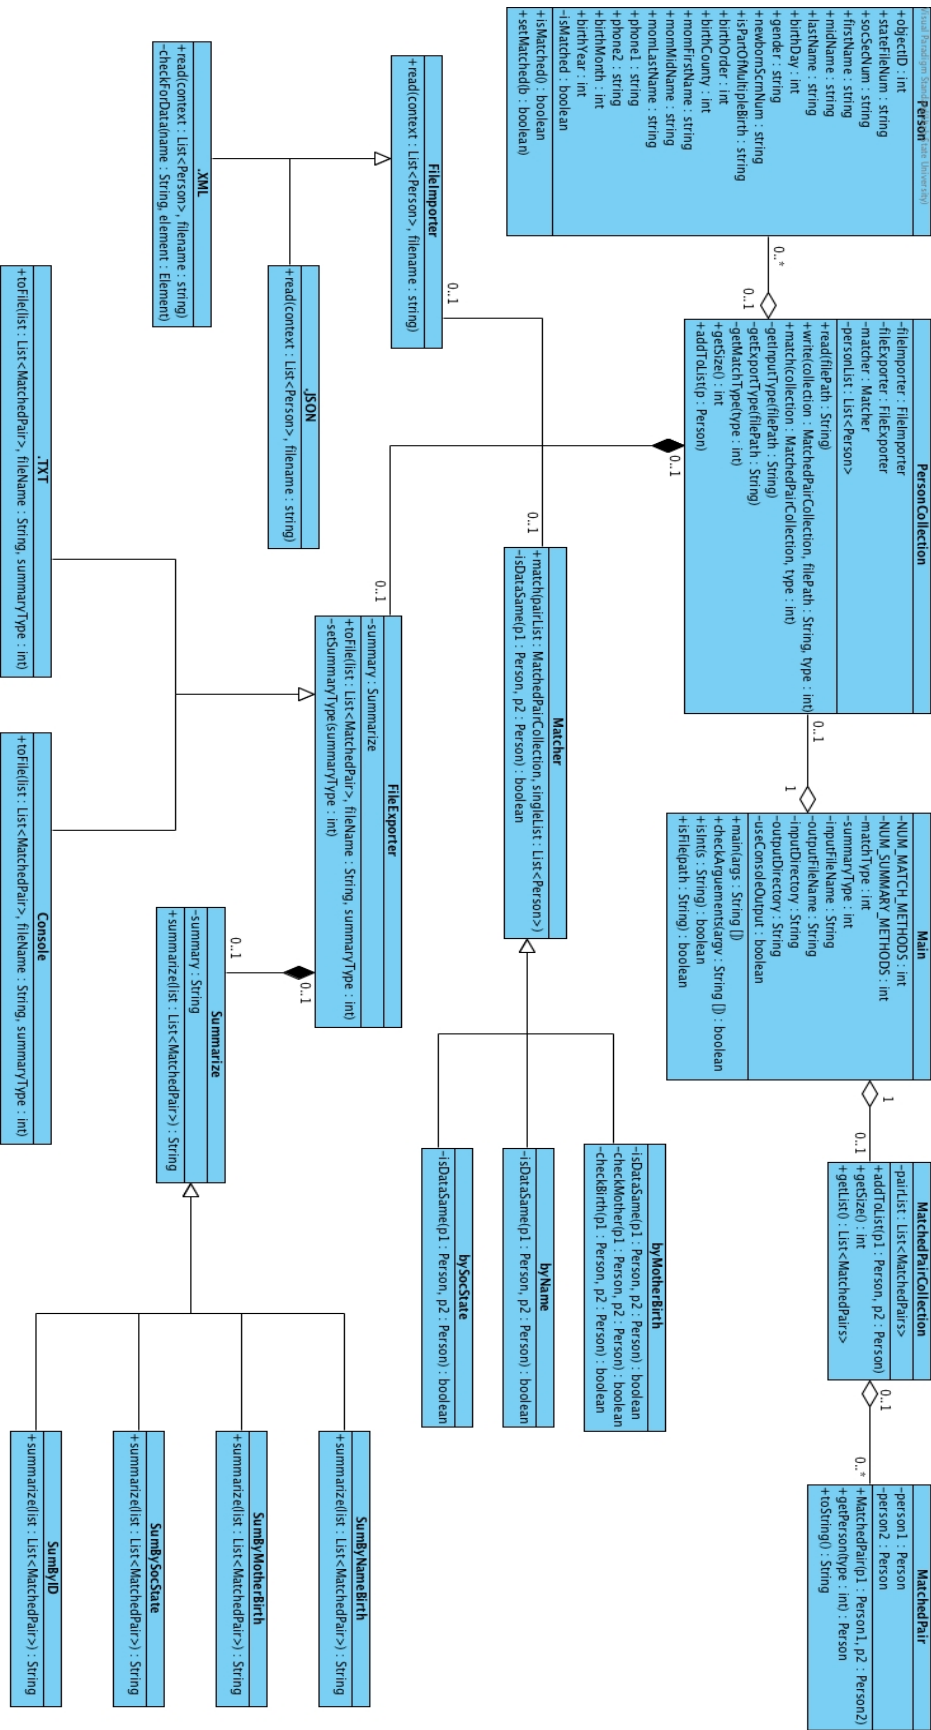 Visual Paradigm Standard
State University)
Person
+objectID : int
+stateFileNum : string
+socSecNum : string
+firstName : string
+midName : string
+lastName : string
+birthDay : int
+gender : string
+newbornScrnNum : string
+isPartOfMultipleBirth : string
+birthOrder : int
+birthCounty : int
+momFirstName : string
+momMidName : string
+momLastName : string
+phone1 : string
+phone2 : string
+birthMonth : int
+birthYear : int
-isMatched : boolean
+isMatched() : boolean
+setMatched(b : boolean)
0..*
0..1
PersonCollection
-fileImporter : FileImporter
-fileExporter : FileExporter
-matcher : Matcher
-personList : List<Person>
+read(filePath : String)
+write(collection : MatchedPairCollection, filePath : String, type : int)
+match(collection : MatchedPairCollection, type : int)
-getInputType(filePath : String)
-getExportType(filePath : String)
-getMatchType(type : int)
+getSize() : int
+addToList(p : Person)
0..1
1
Main
-NUM_MATCH_METHODS : int
-NUM_SUMMARY_METHODS : int
-matchType : int
-summaryType : int
-inputFileName : String
-outputFileName : String
-inputDirectory : String
-outputDirectory : String
-useConsoleOutput : boolean
+main(args : String [])
+checkArguements(argv : String []) : boolean
+isInt(s : String) : boolean
+isFile(path : String) : boolean
1
0..1
MatchedPairCollection
-pairList : List<MatchedPairs>
+addToList(p1 : Person, p2 : Person)
+getSize() : int
+getList() : List<MatchedPairs>
0..1
0..*
MatchedPair
-person1 : Person
-person2 : Person
+MatchedPair(p1 : Person1, p2 : Person2)
+getPerson(type : int) : Person
+toString() : String
0..1
FileImporter
+read(context : List<Person>, filename : string)
0..1
0..1
Matcher
+match(pairList : MatchedPairCollection, singleList : List<Person>)
-isDataSame(p1 : Person, p2 : Person) : boolean
byMotherBirth
-isDataSame(p1 : Person, p2 : Person) : boolean
-checkMother(p1 : Person, p2 : Person) : boolean
-checkBirth(p1 : Person, p2 : Person) : boolean
byName
-isDataSame(p1 : Person, p2 : Person) : boolean
bySocState
-isDataSame(p1 : Person, p2 : Person) : boolean
.XML
+read(context : List<Person>, filename : string)
-checkForData(name : String, element : Element)
.JSON
+read(context : List<Person>, filename : string)
0..1
FileExporter
-summary : Summarize
+toFile(list : List<MatchedPair>, fileName : String, summaryType : int)
-setSummaryType(summaryType : int)
0..1
0..1
Summarize
-summary : String
+summarize(list : List<MatchedPair>) : String
SumByNameBirth
+summarize(list : List<MatchedPair>) : String
SumByMotherBirth
+summarize(list : List<MatchedPair>) : String
SumBySocState
+summarize(list : List<MatchedPair>) : String
SumByID
+summarize(list : List<MatchedPair>) : String
.TXT
+toFile(list : List<MatchedPair>, fileName : String, summaryType : int)
Console
+toFile(list : List<MatchedPair>, fileName : String, summaryType : int)